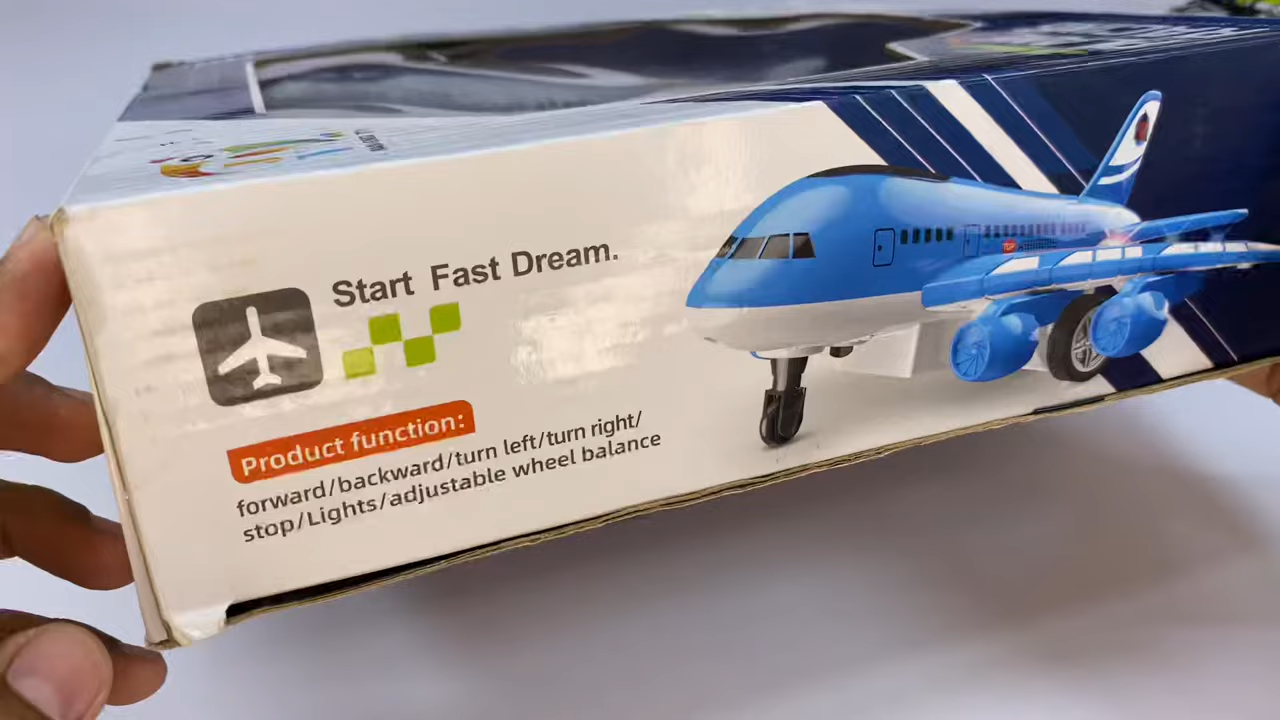 Start Fast Dream.
Product function:
forward/backward/turn left/turn right/
stop/Lights/adjustable wheel balance